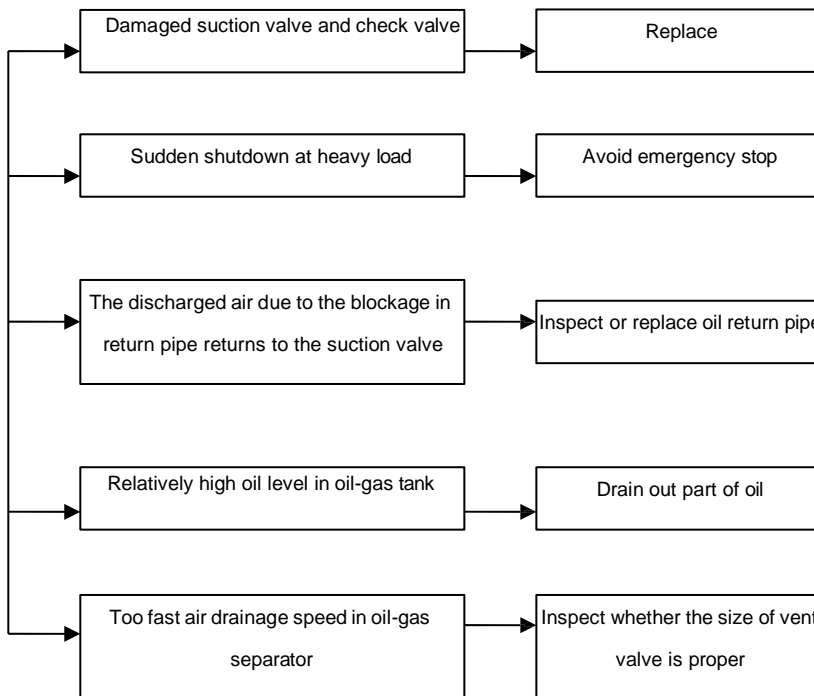 Damaged suction valve and check valve
Replace
Sudden shutdown at heavy load
Avoid emergency stop
The discharged air due to the blockage in
return pipe returns to the suction valve
Inspect or replace oil return pipe
Relatively high oil level in oil-gas tank
Drain out part of oil
Too fast air drainage speed in oil-gas
separator
Inspect whether the size of vent
valve is proper